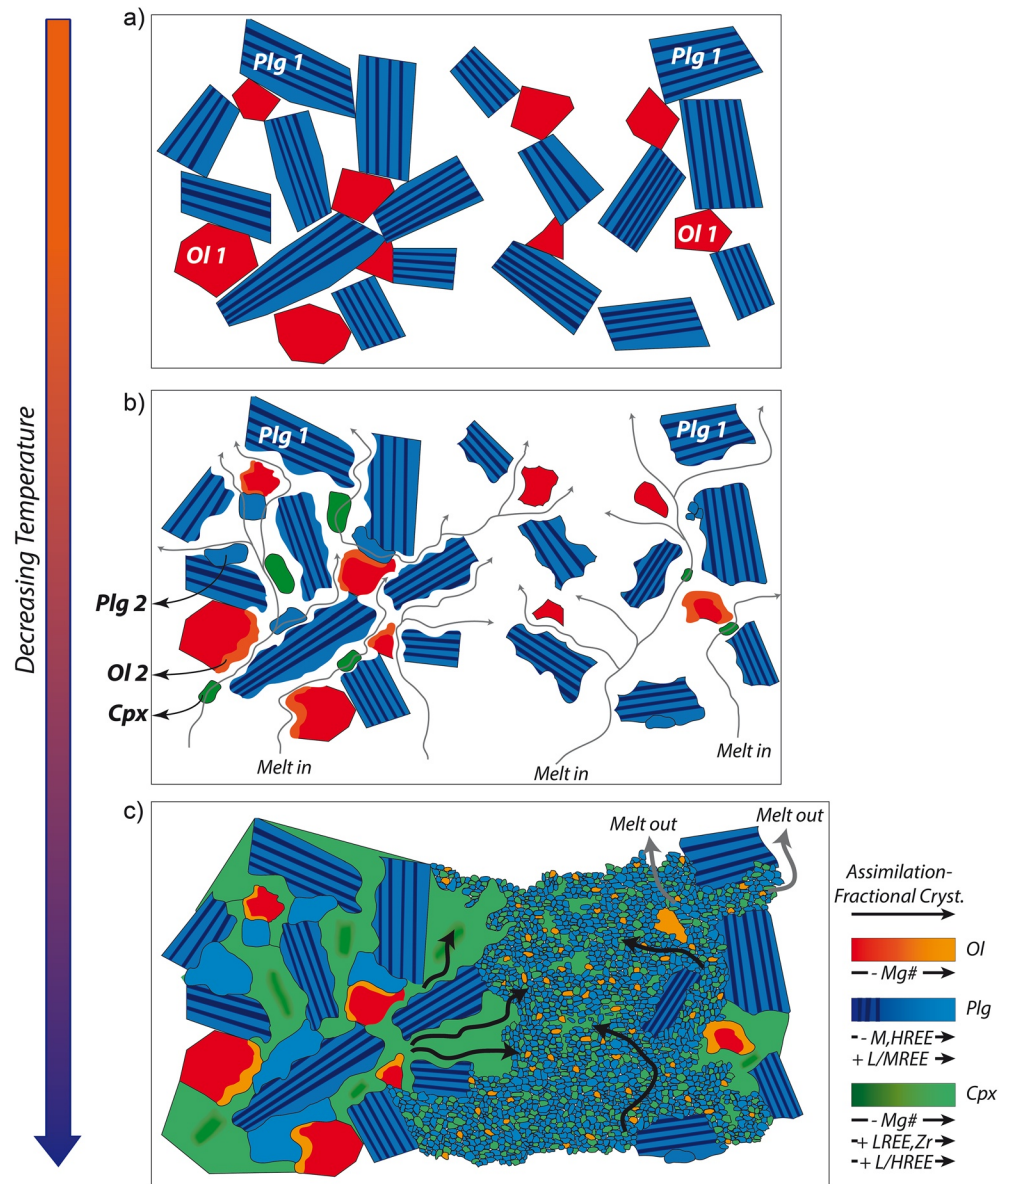 a)
Plg 1
Plg 1
Ol 1
Ol 1
Decreasing Temperature
b)
Plg 1
Plg 1
Plg 2
Ol 2
Cpx
Melt in
Melt in
Melt in
c)
Melt out
Melt out
Assimilation-
Fractional Cryst.
Ol
- Mg#
Plg
- M,HREE
+ L/MREE
Cpx
- Mg#
+ LREE,Zr
+ L/HREE